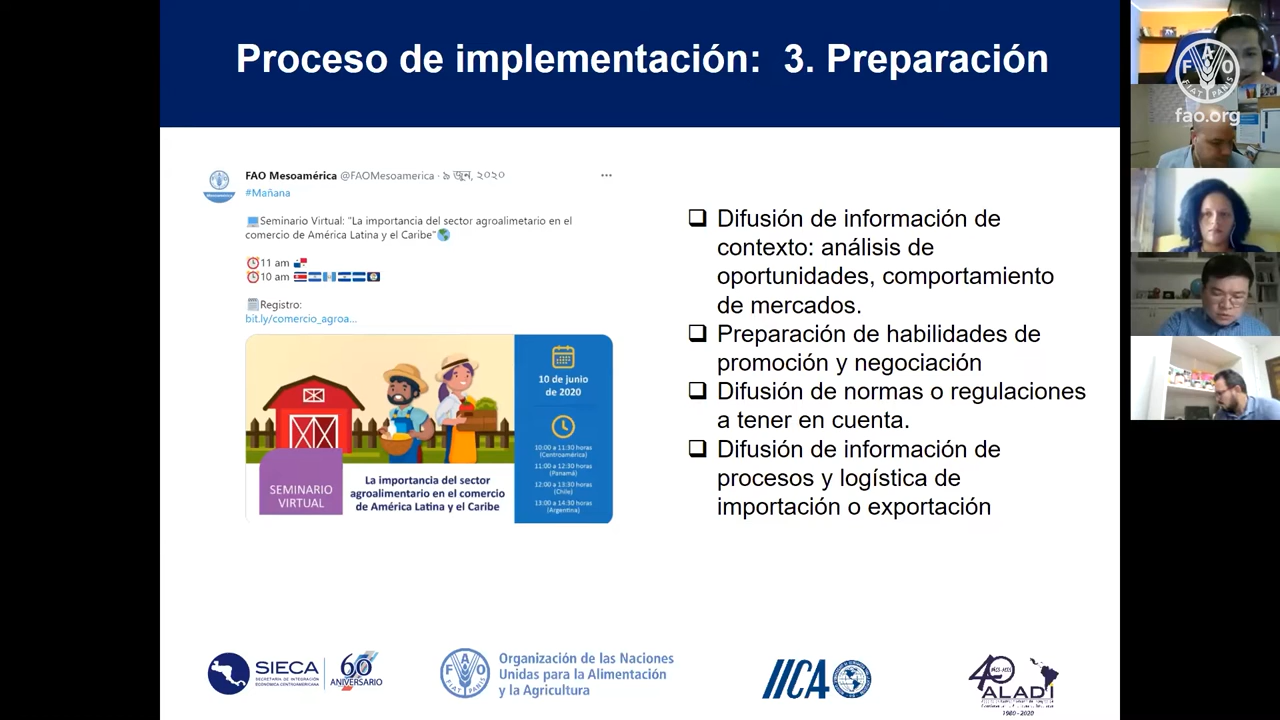 Proceso de implementación: 3. Preparación
FAO
FIAT PANIS
fao.org
FAO Mesoamérica @FAOMesoamerica · ৯ জুন, ২০২০
#Mañana
Seminario Virtual: "La importancia del sector agroalimetario en el
comercio de América Latina y el Caribe"
11 am
10 am
Registro:
bit.ly/comercio_agroa...
10 de junio
de 2020
10:00 a 11:30 horas
(Centroamérica)
11:00 a 12:30 horas
(Panamá)
12:00 a 13:30 horas
(Chile)
13:00 a 14:30 horas
(Argentina)
SEMINARIO
VIRTUAL
La importancia del sector
agroalimentario en el comercio
de América Latina y el Caribe
Difusión de información de
contexto: análisis de
oportunidades, comportamiento
de mercados.
Preparación de habilidades de
promoción y negociación
Difusión de normas o regulaciones
a tener en cuenta.
Difusión de información de
procesos y logística de
importación o exportación
SIECA
SECRETARÍA DE INTEGRACIÓN
ECONÓMICA CENTROAMERICANA
60
ANIVERSARIO
FAO
FIAT PANIS
Organización de las Naciones
Unidas para la Alimentación
y la Agricultura
IICA
40
ALADI
1980 - 2020